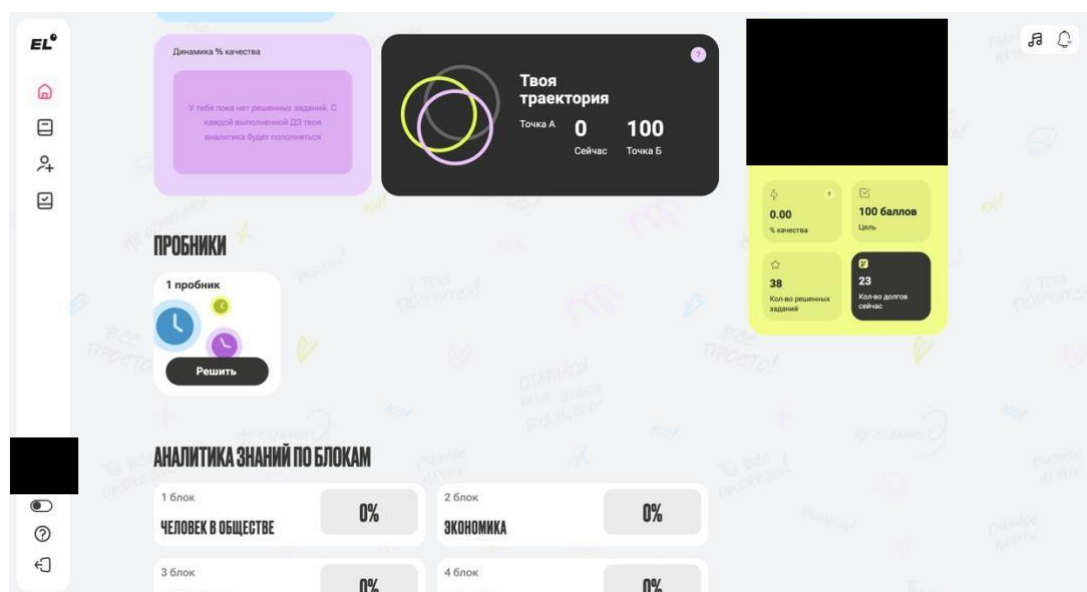 EL
Динамика % качества
У тебя пока нет решенных заданий. С
каждой выполненной ДЗ твоя
аналитика будет пополняться
Твоя
траектория
?
Точка А
0
100
Сейчас
Точка Б
0.00
% качества
100 баллов
Цель
38
Кол-во решенных
заданий
23
Кол-во долгов
сейчас
ПРОБНИКИ
1 пробник
Решить
АНАЛИТИКА ЗНАНИЙ ПО БЛОКАМ
1 блок
ЧЕЛОВЕК В ОБЩЕСТВЕ
0%
2 блок
ЭКОНОМИКА
0%
3 блок
0%
4 блок
0%